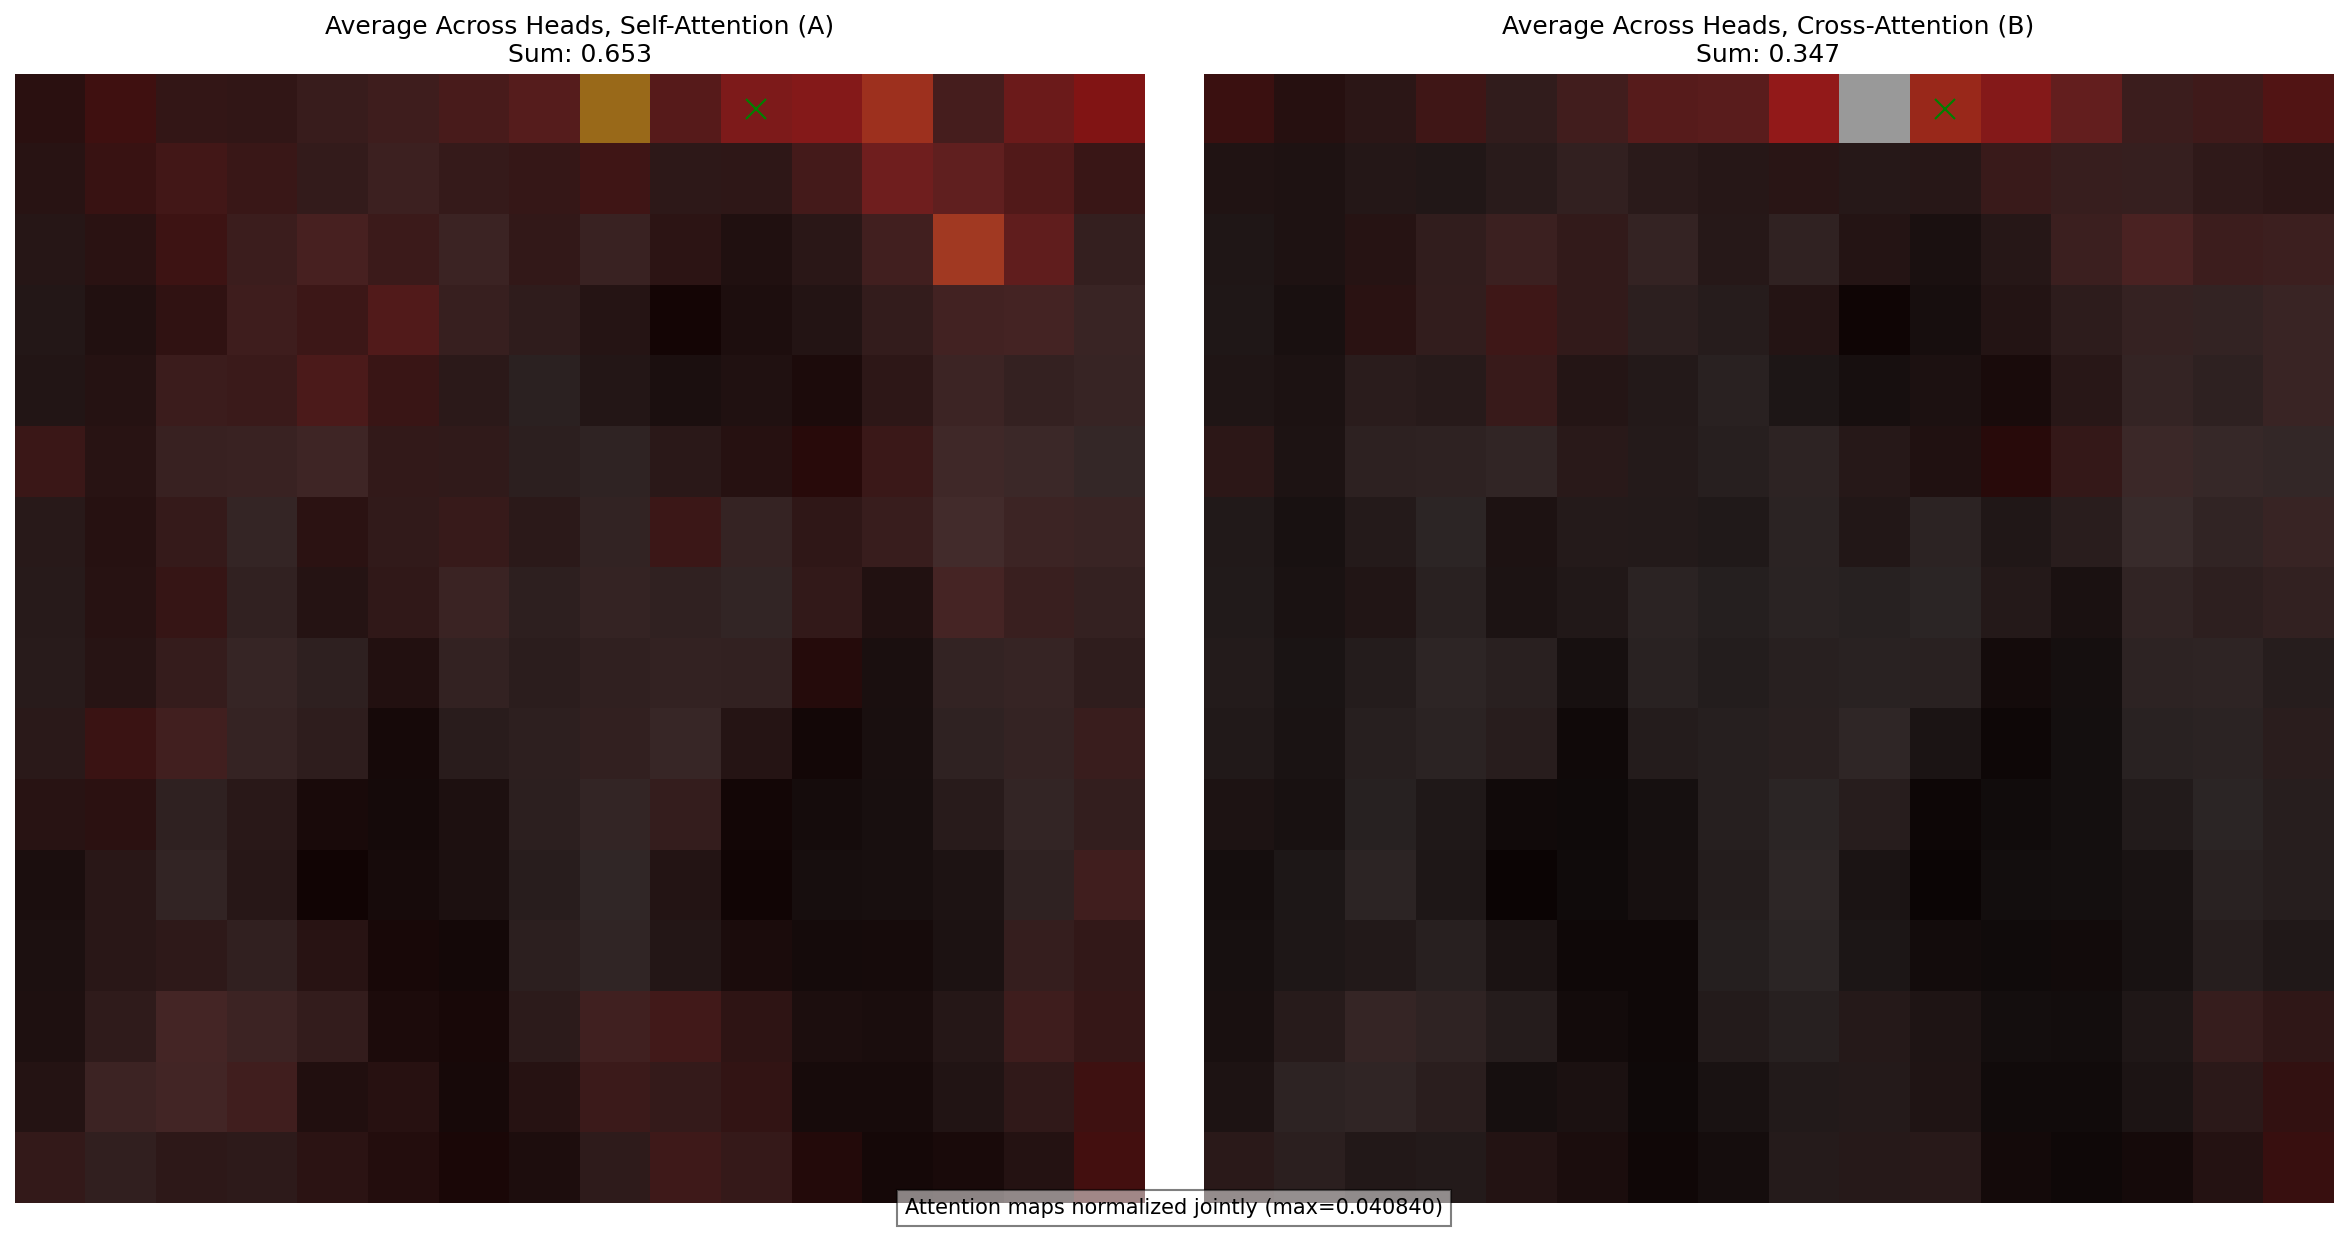 Average Across Heads, Self-Attention (A)
Sum: 0.653
Average Across Heads, Cross-Attention (B)
Sum: 0.347
Attention maps normalized jointly (max=0.040840)